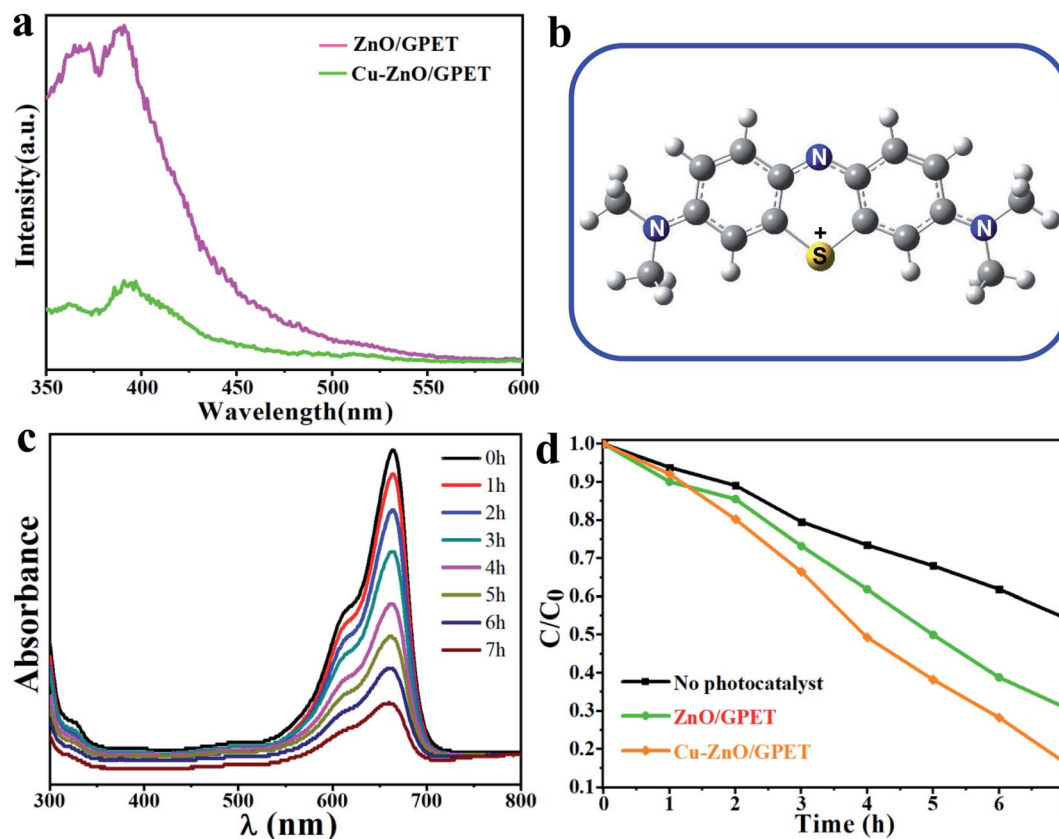 a
ZnO/GPET
Cu-ZnO/GPET
Intensity(a.u.)
350 400 450 500 550 600
Wavelength(nm)
b
N
N
+
S
N
c
0h
1h
2h
3h
4h
5h
6h
7h
Absorbance
300 400 500 600 700 800
λ (nm)
d
1.0
0.9
0.8
0.7
0.6
0.5
0.4
0.3
0.2
0.1
C/C0
No photocatalyst
ZnO/GPET
Cu-ZnO/GPET
0 1 2 3 4 5 6
Time (h)